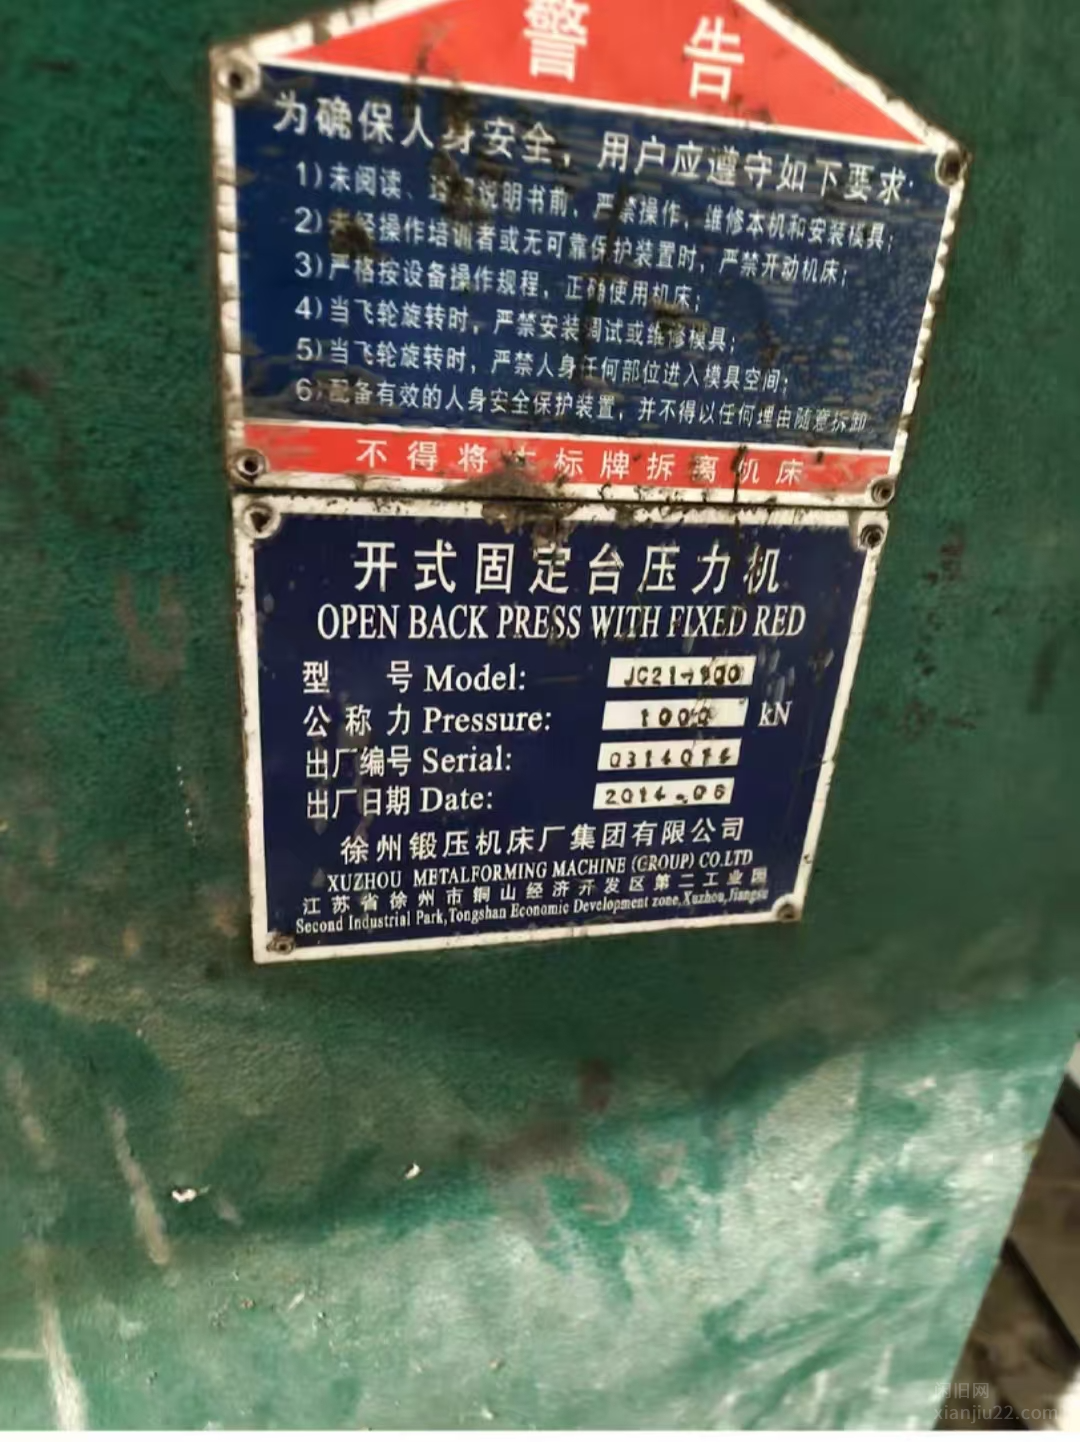 警 告
为确保人身安全，用户应遵守如下要求:
1）未阅读、理解说明书前，严禁操作，维修本机和安装模具；
2）未经操作培训者或无可靠保护装置时，严禁开动机床；
3）严格按设备操作规程，正确使用机床；
4）当飞轮旋转时，严禁安装调试或维修模具；
5）当飞轮旋转时，严禁人身任何部位进入模具空间；
6）配备有效的人身安全保护装置，并不得以任何理由随意拆卸
不得将本标牌拆离机床
开式固定台压力机
OPEN BACK PRESS WITH FIXED RED
型 号 Model:
公称力 Pressure: 1000 kN
出厂编号 Serial:
出厂日期 Date: 2014.06
徐州锻压机床厂集团有限公司
XUZHOU METALFORMING MACHINE (GROUP) CO.LTD
江苏省徐州市铜山经济开发区第二工业园
Second Industrial Park,Tongshan Economic Development zone,Xuzhou,Jiangsu
闲旧网
xianjiu22.com